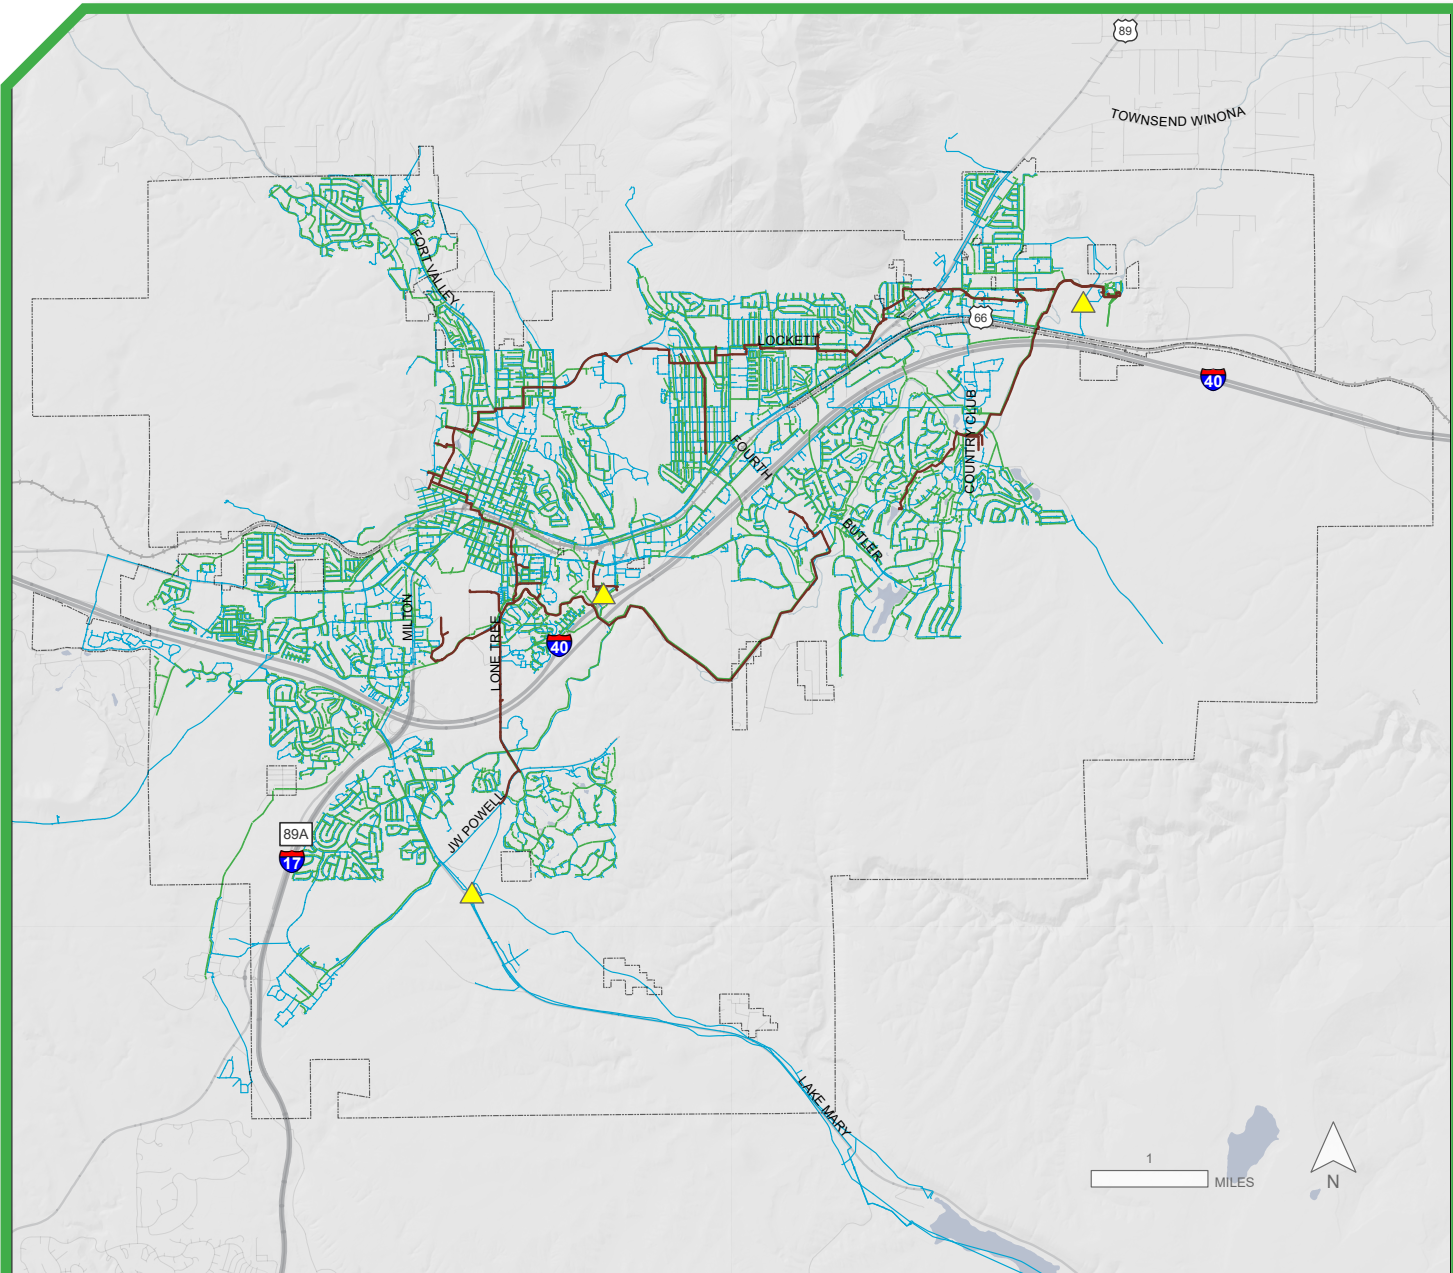 89
TOWNSEND WINONA
FORT VALLEY
66
LOCKETT
40
COUNTRY CLUB
FOURTH
BUTLER
MILTON
LONE TREE
40
JW POWELL
89A
17
LAKE MARY
1
MILES
N